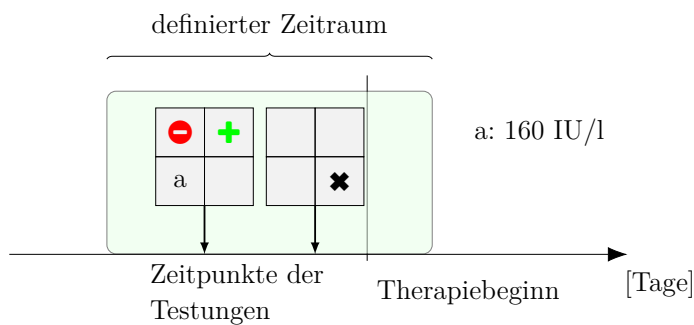 definierter Zeitraum
a: 160 IU/l
a
Zeitpunkte der
Testungen
Therapiebeginn
[Tage]